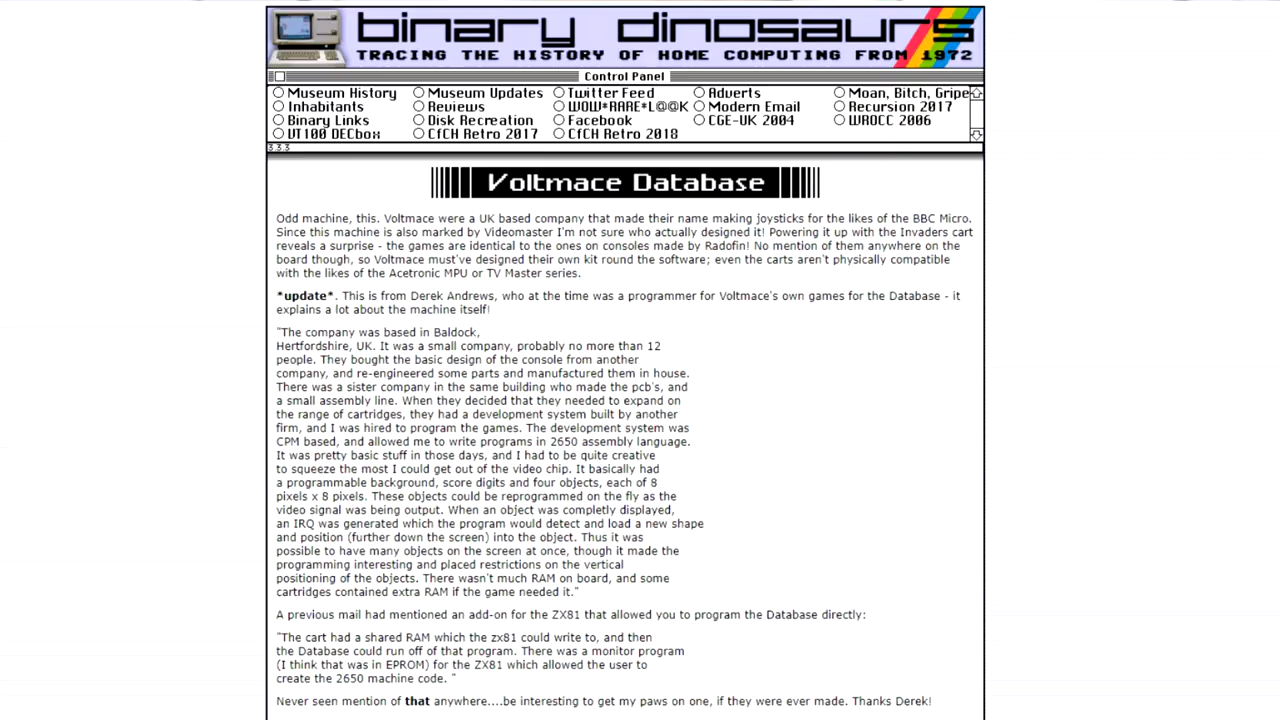 binary dinosaurs
TRACING THE HISTORY OF HOME COMPUTING FROM 1972
Control Panel
Museum History Museum Updates Twitter Feed Adverts Moan, Bitch, Gripe
Inhabitants Reviews WOW*RARE*L@@K Modern Email Recursion 2017
Binary Links Disk Recreation Facebook CGE-UK 2004 WROCC 2006
VT100 DECbox CfCH Retro 2017 CfCH Retro 2018
3.3.3
Voltmace Database
Odd machine, this. Voltmace were a UK based company that made their name making joysticks for the likes of the BBC Micro.
Since this machine is also marked by Videomaster I'm not sure who actually designed it! Powering it up with the Invaders cart
reveals a surprise - the games are identical to the ones on consoles made by Radofin! No mention of them anywhere on the
board though, so Voltmace must've designed their own kit round the software; even the carts aren't physically compatible
with the likes of the Acetronic MPU or TV Master series.
*update*. This is from Derek Andrews, who at the time was a programmer for Voltmace's own games for the Database - it
explains a lot about the machine itself!
"The company was based in Baldock,
Hertfordshire, UK. It was a small company, probably no more than 12
people. They bought the basic design of the console from another
company, and re-engineered some parts and manufactured them in house.
There was a sister company in the same building who made the pcb's, and
a small assembly line. When they decided that they needed to expand on
the range of cartridges, they had a development system built by another
firm, and I was hired to program the games. The development system was
CPM based, and allowed me to write programs in 2650 assembly language.
It was pretty basic stuff in those days, and I had to be quite creative
to squeeze the most I could get out of the video chip. It basically had
a programmable background, score digits and four objects, each of 8
pixels x 8 pixels. These objects could be reprogrammed on the fly as the
video signal was being output. When an object was completly displayed,
an IRQ was generated which the program would detect and load a new shape
and position (further down the screen) into the object. Thus it was
possible to have many objects on the screen at once, though it made the
programming interesting and placed restrictions on the vertical
positioning of the objects. There wasn't much RAM on board, and some
cartridges contained extra RAM if the game needed it."
A previous mail had mentioned an add-on for the ZX81 that allowed you to program the Database directly:
"The cart had a shared RAM which the zx81 could write to, and then
the Database could run off of that program. There was a monitor program
(I think that was in EPROM) for the ZX81 which allowed the user to
create the 2650 machine code. "
Never seen mention of that anywhere....be interesting to get my paws on one, if they were ever made. Thanks Derek!